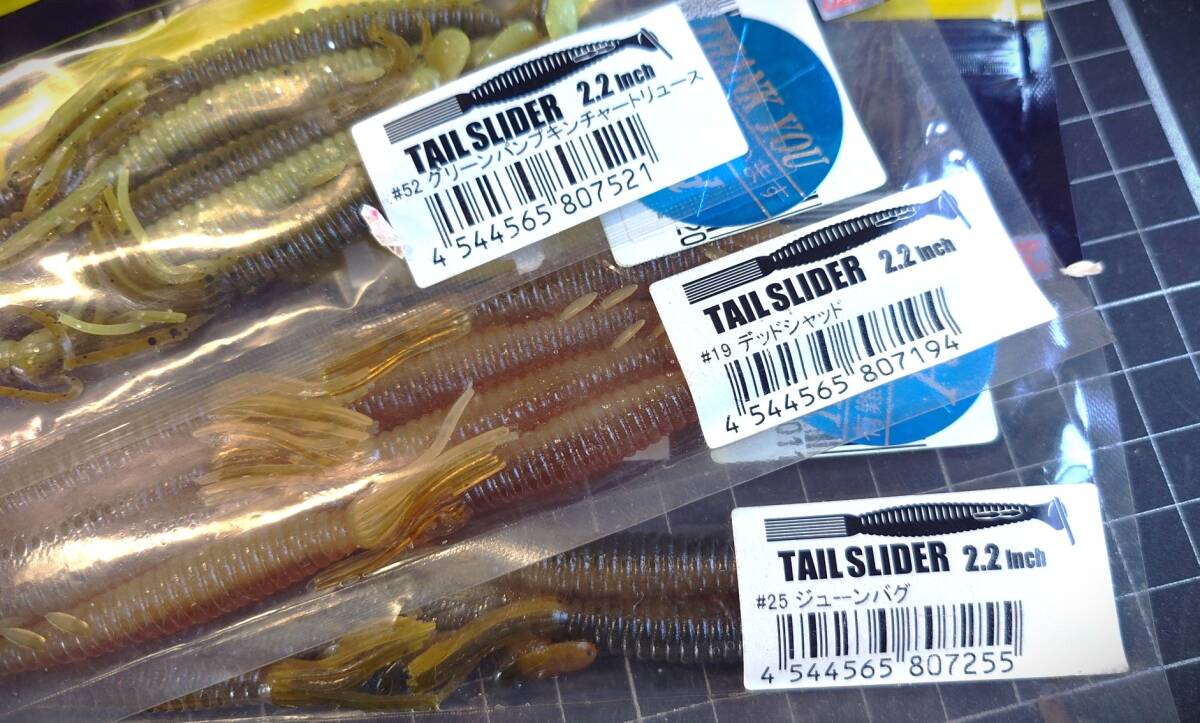 TAIL SLIDER 2.2 Inch
#52 グリーンパンプキンチャートリュース
4 544565 807521
THANK YOU
TAIL SLIDER 2.2 Inch
#19 デッドシャッド
4 544565 807194
TAIL SLIDER 2.2 Inch
#25 ジューンバグ
4 544565 807255